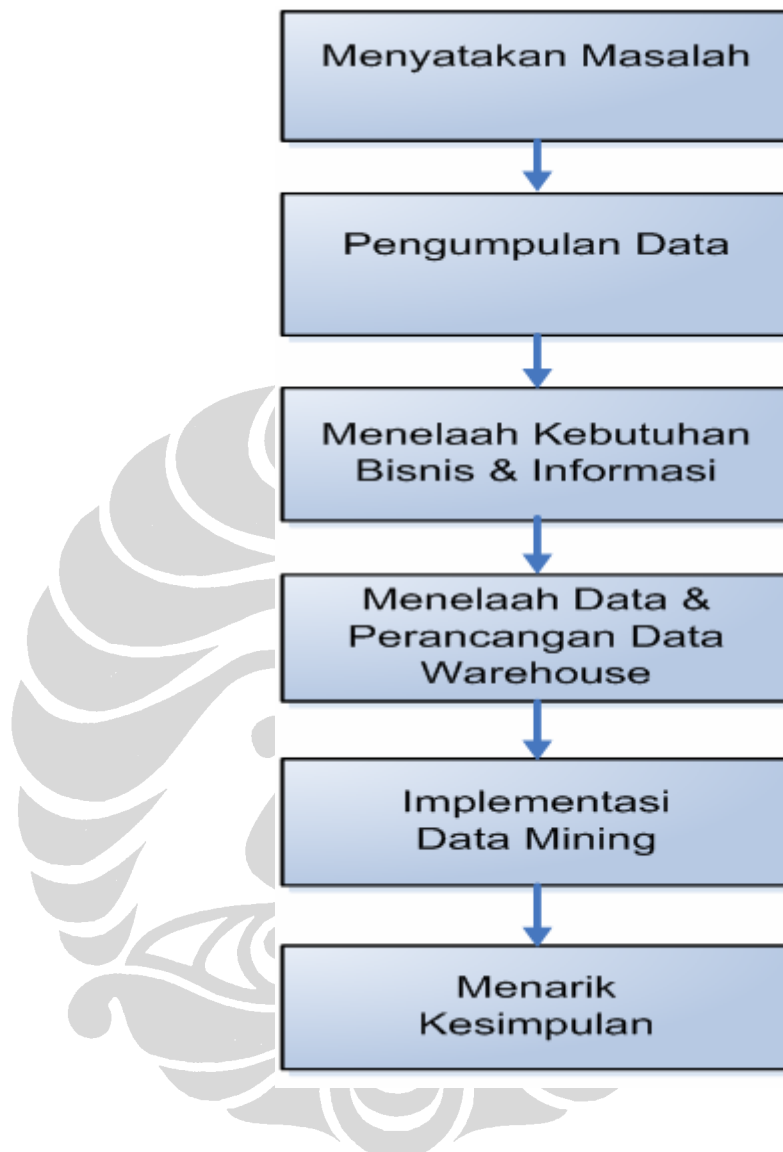 Menyatakan Masalah
Pengumpulan Data
Menelaah Kebutuhan
Bisnis & Informasi
Menelaah Data &
Perancangan Data
Warehouse
Implementasi
Data Mining
Menarik
Kesimpulan